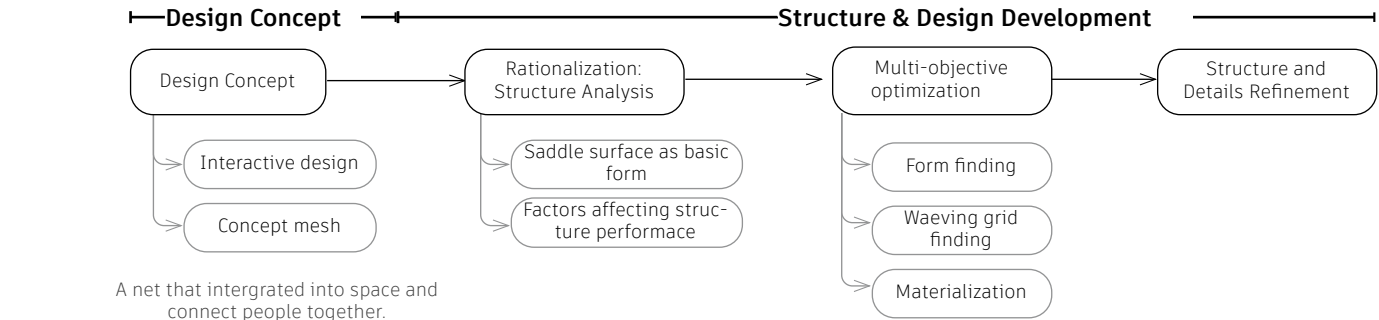 Design Concept
Structure & Design Development
Design Concept
Rationalization:
Structure Analysis
Multi-objective
optimization
Structure and
Details Refinement
Interactive design
Concept mesh
A net that intergrated into space and
connect people together.
Saddle surface as basic
form
Factors affecting struc-
ture performace
Form finding
Waeving grid
finding
Materialization